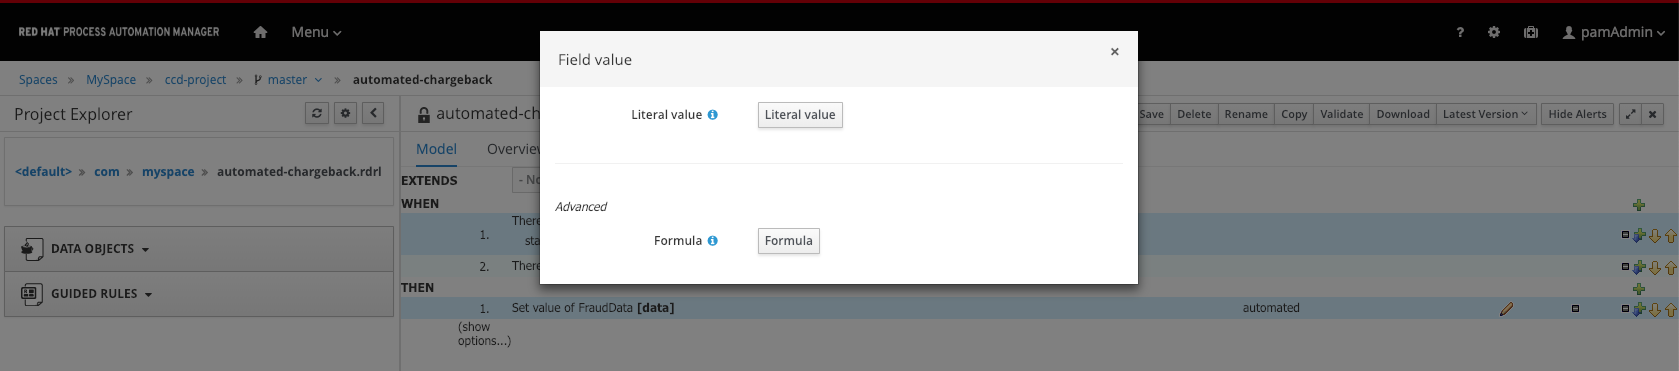 RED HAT PROCESS AUTOMATION MANAGER Menu ? pamAdmin
Field value ×
Spaces » MySpace » ccd-project » master » automated-chargeback
Project Explorer
automated-ch
Save Delete Rename Copy Validate Download Latest Version Hide Alerts
Literal value Literal value
Model Overview
<default> » com » myspace » automated-chargeback.rdrl
EXTENDS - No
WHEN
Advanced
There
1.
sta
DATA OBJECTS
Formula Formula
2. There
THEN
GUIDED RULES
1. Set value of FraudData [data] automated
(show
options...)